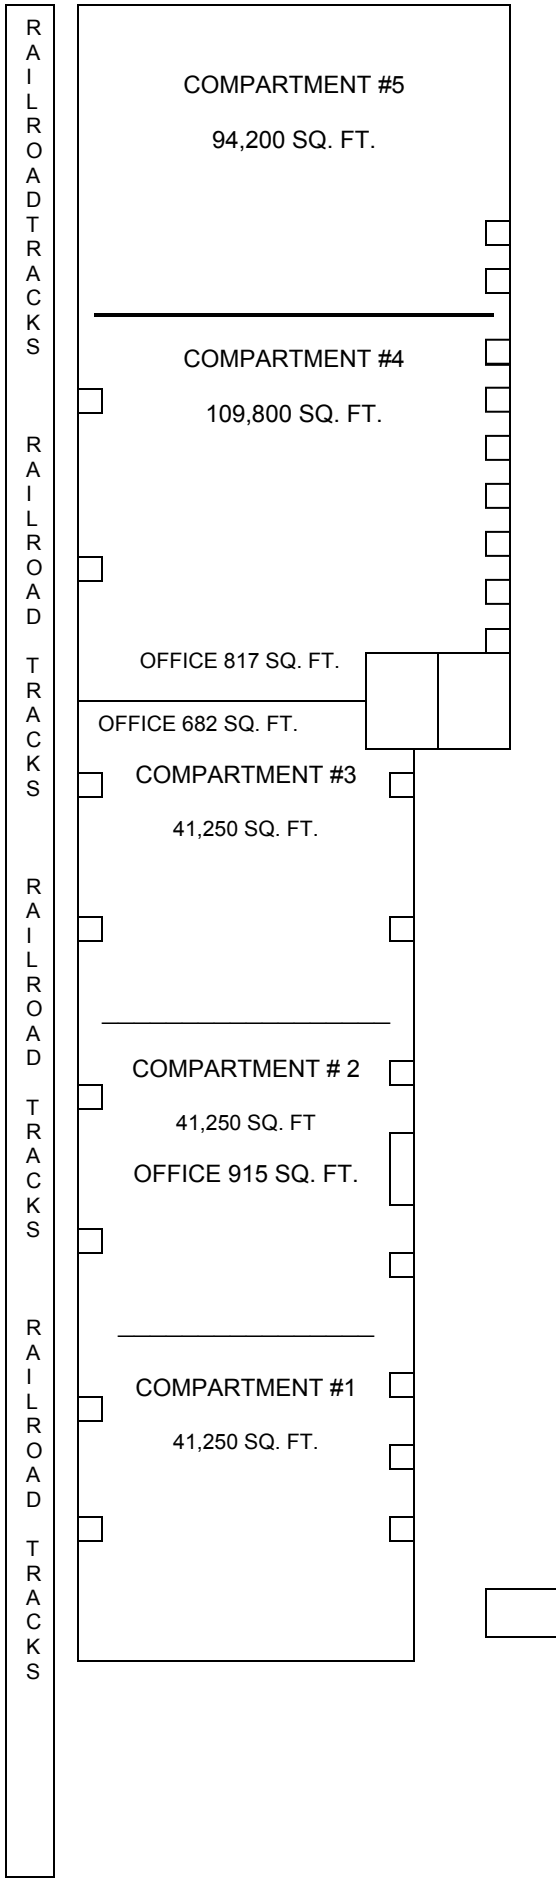 RAILROADTRACKS
RAILROAD TRACKS
RAILROAD TRACKS
RAILROAD TRACKS
COMPARTMENT #5
94,200 SQ. FT.
COMPARTMENT #4
109,800 SQ. FT.
OFFICE 817 SQ. FT.
OFFICE 682 SQ. FT.
COMPARTMENT #3
41,250 SQ. FT.
COMPARTMENT # 2
41,250 SQ. FT
OFFICE 915 SQ. FT.
COMPARTMENT #1
41,250 SQ. FT.